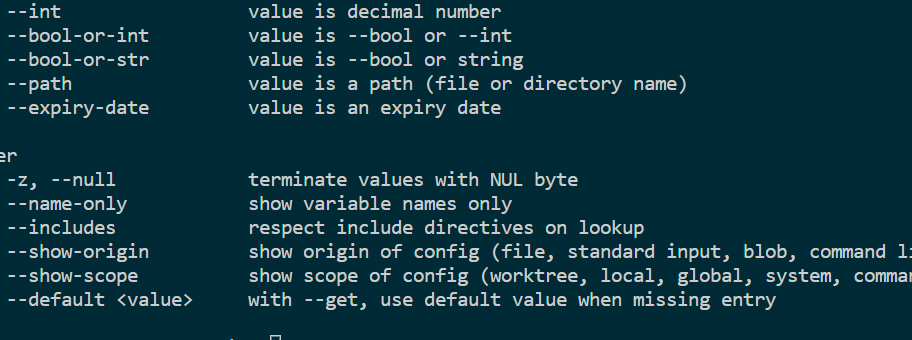 --int value is decimal number
--bool-or-int value is --bool or --int
--bool-or-str value is --bool or string
--path value is a path (file or directory name)
--expiry-date value is an expiry date
er
-z, --null terminate values with NUL byte
--name-only show variable names only
--includes respect include directives on lookup
--show-origin show origin of config (file, standard input, blob, command li
--show-scope show scope of config (worktree, local, global, system, comma
--default <value> with --get, use default value when missing entry